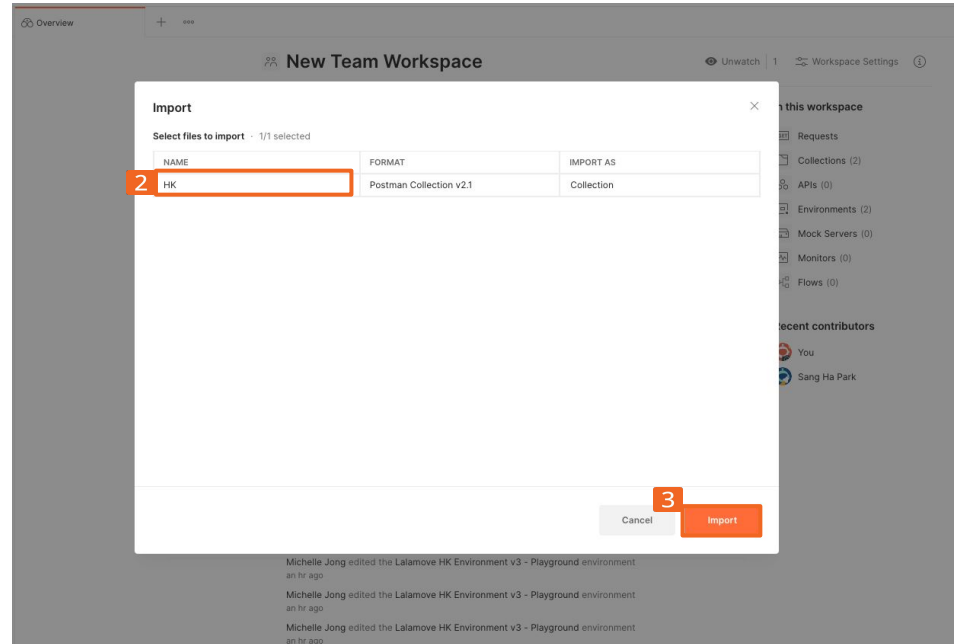 Overview
New Team Workspace
Unwatch 1 Workspace Settings
Import
Select files to import · 1/1 selected
NAME FORMAT IMPORT AS
2 HK Postman Collection v2.1 Collection
3
Cancel Import
n this workspace
Requests
Collections (2)
APIs (0)
Environments (2)
Mock Servers (0)
Monitors (0)
Flows (0)
ecent contributors
You
Sang Ha Park
Michelle Jong edited the Lalamove HK Environment v3 - Playground environment
an hr ago
Michelle Jong edited the Lalamove HK Environment v3 - Playground environment
an hr ago
Michelle Jong edited the Lalamove HK Environment v3 - Playground environment
an hr ago